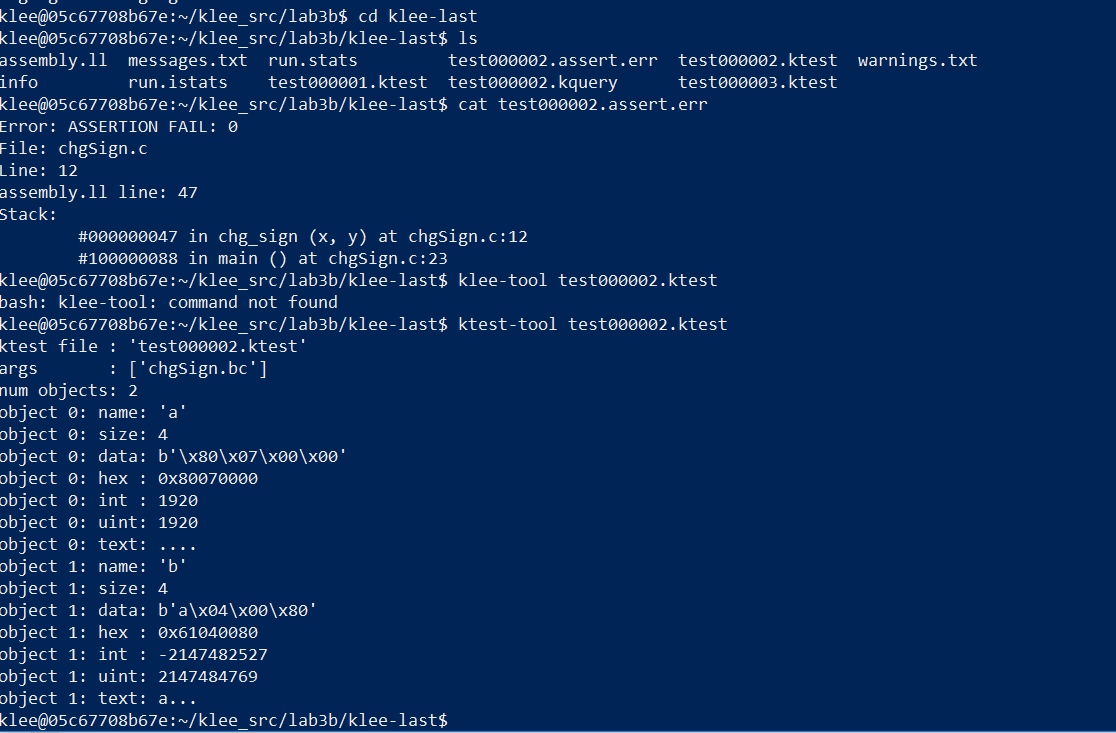 klee@05c67708b67e:~/klee_src/lab3b$ cd klee-last
klee@05c67708b67e:~/klee_src/lab3b/klee-last$ ls
assembly.ll  messages.txt  run.stats         test000002.assert.err  test000002.ktest  warnings.txt
info         run.istats    test000001.ktest  test000002.kquery      test000003.ktest
klee@05c67708b67e:~/klee_src/lab3b/klee-last$ cat test000002.assert.err
Error: ASSERTION FAIL: 0
File: chgSign.c
Line: 12
assembly.ll line: 47
Stack:
        #000000047 in chg_sign (x, y) at chgSign.c:12
        #100000088 in main () at chgSign.c:23
klee@05c67708b67e:~/klee_src/lab3b/klee-last$ klee-tool test000002.ktest
bash: klee-tool: command not found
klee@05c67708b67e:~/klee_src/lab3b/klee-last$ ktest-tool test000002.ktest
ktest file : 'test000002.ktest'
args       : ['chgSign.bc']
num objects: 2
object 0: name: 'a'
object 0: size: 4
object 0: data: b'\x80\x07\x00\x00'
object 0: hex : 0x80070000
object 0: int : 1920
object 0: uint: 1920
object 0: text: ....
object 1: name: 'b'
object 1: size: 4
object 1: data: b'a\x04\x00\x80'
object 1: hex : 0x61040080
object 1: int : -2147482527
object 1: uint: 2147484769
object 1: text: a...
klee@05c67708b67e:~/klee_src/lab3b/klee-last$